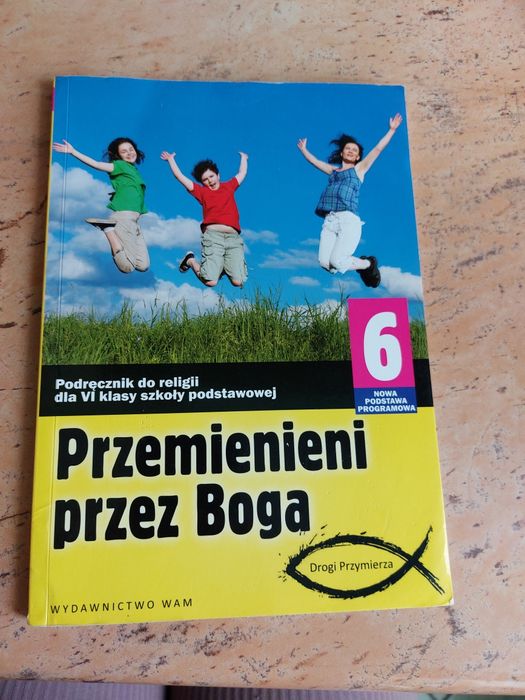 6
NOWA
PODSTAWA
PROGRAMOWA
Podręcznik do religii
dla VI klasy szkoły podstawowej
Przemienieni
przez Boga
Drogi Przymierza
WYDAWNICTWO WAM